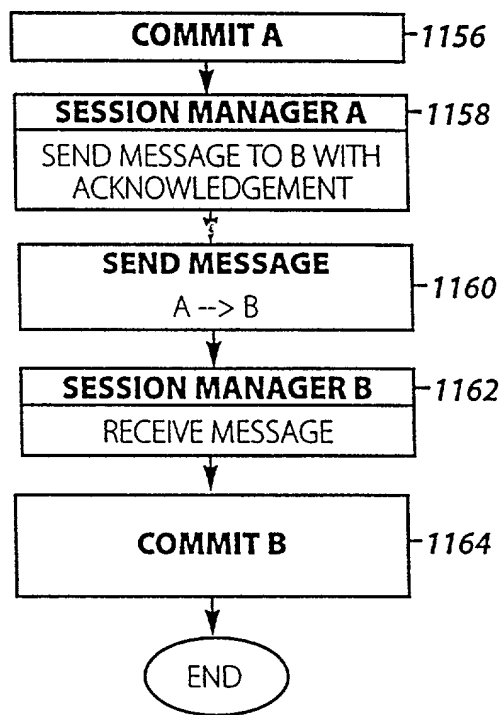 COMMIT A
1156
SESSION MANAGER A
1158
SEND MESSAGE TO B WITH
ACKNOWLEDGEMENT
SEND MESSAGE
1160
A --> B
SESSION MANAGER B
1162
RECEIVE MESSAGE
COMMIT B
1164
END